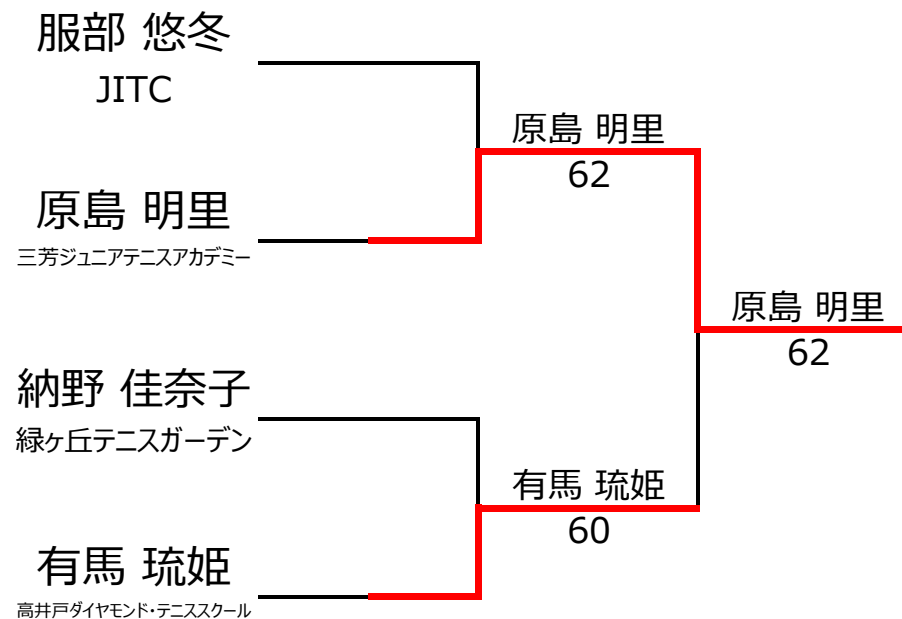 服部 悠冬
JITC
原島 明里
62
原島 明里
三芳ジュニアテニスアカデミー
原島 明里
62
納野 佳奈子
緑ヶ丘テニスガーデン
有馬 琉姫
60
有馬 琉姫
高井戸ダイヤモンド・テニススクール